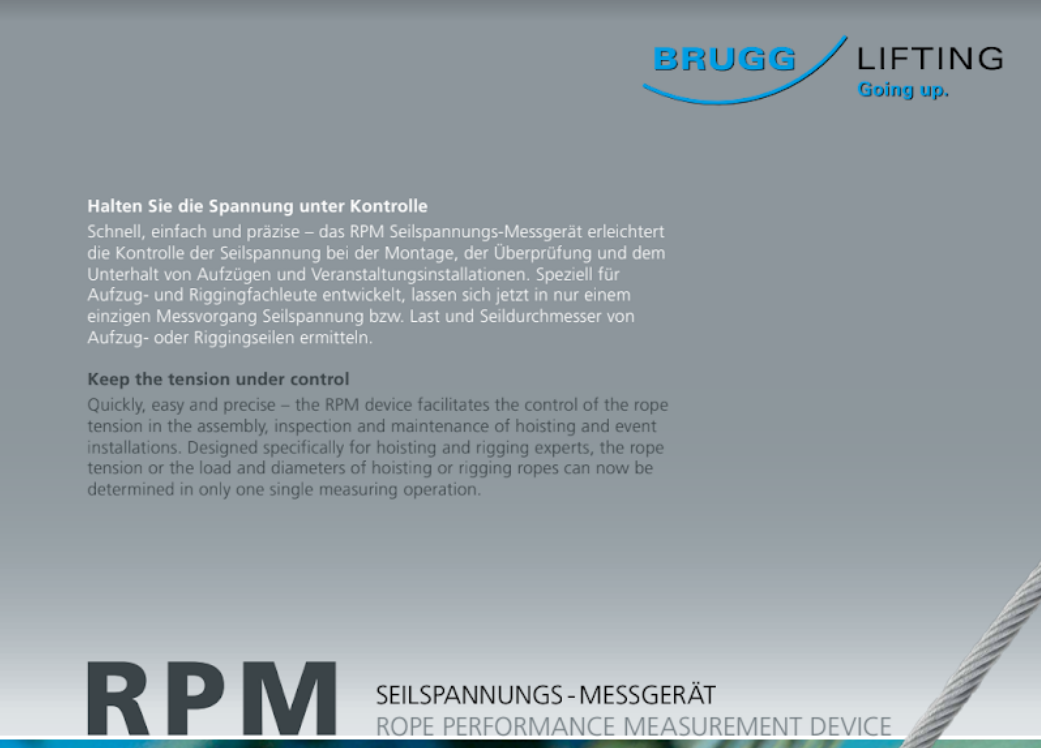 BRUGG LIFTING
Going up.
Halten Sie die Spannung unter Kontrolle
Schnell, einfach und präzise – das RPM Seilspannungs-Messgerät erleichtert
die Kontrolle der Seilspannung bei der Montage, der Überprüfung und dem
Unterhalt von Aufzügen und Veranstaltungsinstallationen. Speziell für
Aufzug- und Riggingfachleute entwickelt, lassen sich jetzt in nur einem
einzigen Messvorgang Seilspannung bzw. Last und Seildurchmesser von
Aufzug- oder Riggingseilen ermitteln.
Keep the tension under control
Quickly, easy and precise – the RPM device facilitates the control of the rope
tension in the assembly, inspection and maintenance of hoisting and event
installations. Designed specifically for hoisting and rigging experts, the rope
tension or the load and diameters of hoisting or rigging ropes can now be
determined in only one single measuring operation.
RPM
SEILSPANNUNGS-MESSGERÄT
ROPE PERFORMANCE MEASUREMENT DEVICE